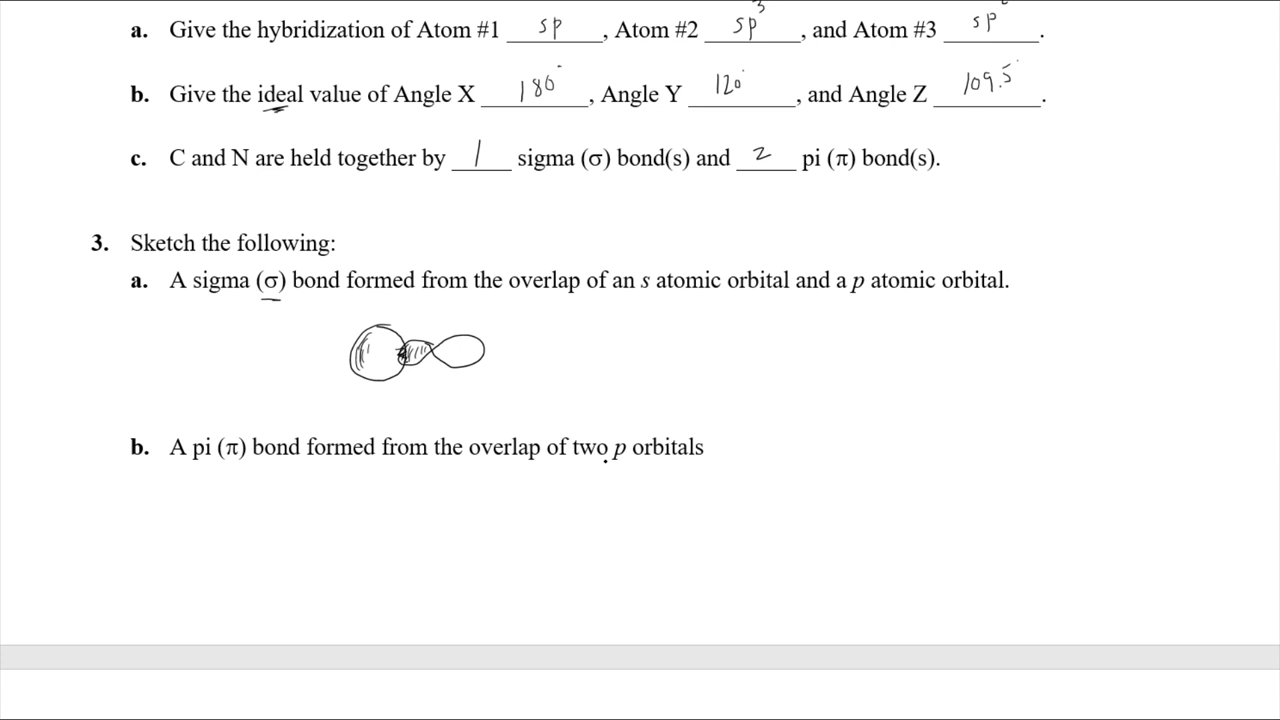 a. Give the hybridization of Atom #1 sp, Atom #2 sp³, and Atom #3 sp.
b. Give the ideal value of Angle X 180°, Angle Y 120°, and Angle Z 109.5°.
c. C and N are held together by 1 sigma (σ) bond(s) and 2 pi (π) bond(s).
3. Sketch the following:
a. A sigma (σ) bond formed from the overlap of an s atomic orbital and a p atomic orbital.
b. A pi (π) bond formed from the overlap of two p orbitals